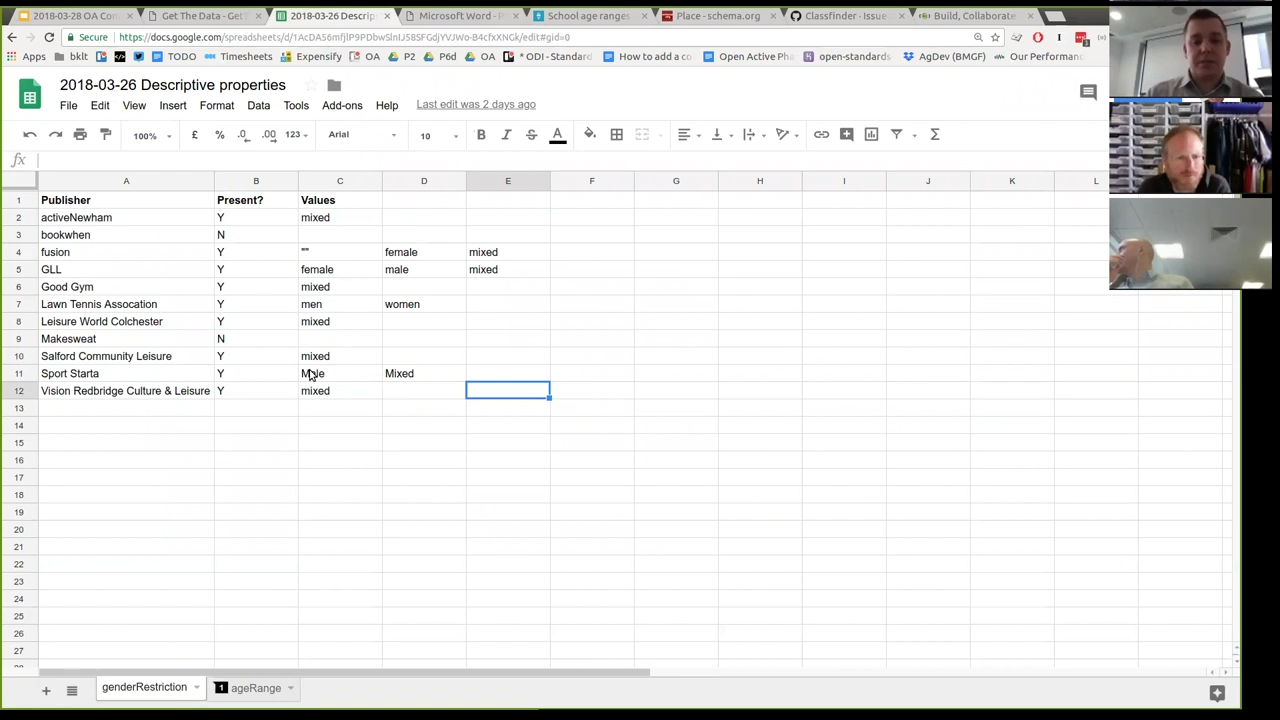 2018-03-28 OA Con
Get The Data - Get
2018-03-26 Descrip
Microsoft Word - P
School age ranges
Place - schema.org
Classfinder - Issue
Build, Collaborate
Secure https://docs.google.com/spreadsheets/d/
Apps bklt TODO Timesheets Expensify OA P2 P6d OA * ODI - Standard How to add a co Open Active Pha open-standards AgDev (BMGF) Our Performanc
2018-03-26 Descriptive properties
File Edit View Insert Format Data Tools Add-ons Help Last edit was 2 days ago
100% £ % .0 .00 123 Arial 10 B I S A
fx
A B C D E F G H I J K L
1 Publisher Present? Values
2 activeNewham Y mixed
3 bookwhen N
4 fusion Y "" female mixed
5 GLL Y female male mixed
6 Good Gym Y mixed
7 Lawn Tennis Assocation Y men women
8 Leisure World Colchester Y mixed
9 Makesweat N
10 Salford Community Leisure Y mixed
11 Sport Starta Y Male Mixed
12 Vision Redbridge Culture & Leisure Y mixed
13
14
15
16
17
18
19
20
21
22
23
24
25
26
27
genderRestriction 1 ageRange